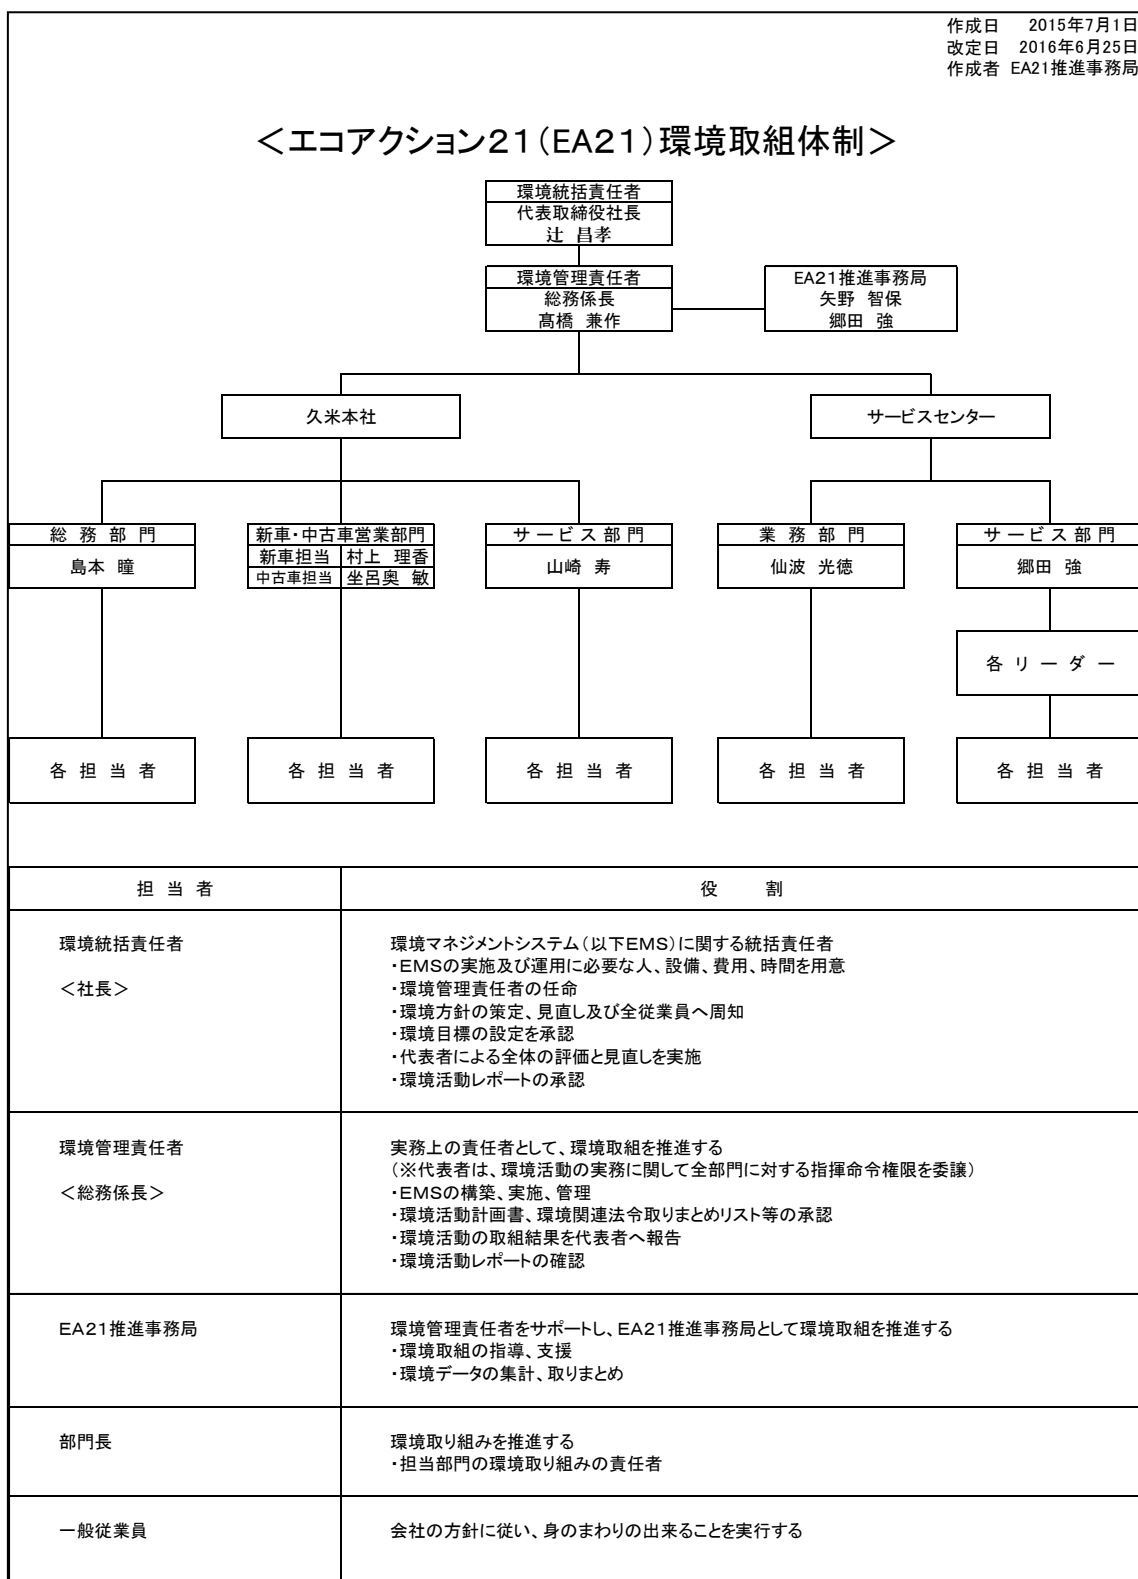 作成日 2015年7月1日
改定日 2016年6月25日
作成者 EA21推進事務局
＜エコアクション２１（EA２１）環境取組体制＞
環境統括責任者
代表取締役社長
辻 昌孝
環境管理責任者
総務係長
髙橋 兼作
EA21推進事務局
矢野 智保
郷田 強
久米本社
サービスセンター
総務部門
島本 瞳
新車・中古車営業部門
新車担当 村上 理香
中古車担当 坐呂奥 敏
サービス部門
山崎 寿
業務部門
仙波 光徳
サービス部門
郷田 強
各リーダー
各担当者
各担当者
各担当者
各担当者
各担当者
担当者 役割
環境統括責任者
＜社長＞
環境マネジメントシステム（以下ＥＭＳ）に関する統括責任者
・ＥＭＳの実施及び運用に必要な人、設備、費用、時間を用意
・環境管理責任者の任命
・環境方針の策定、見直し及び全従業員へ周知
・環境目標の設定を承認
・代表者による全体の評価と見直しを実施
・環境活動レポートの承認
環境管理責任者
＜総務係長＞
実務上の責任者として、環境取組を推進する
（※代表者は、環境活動の実務に関して全部門に対する指揮命令権限を委譲）
・ＥＭＳの構築、実施、管理
・環境活動計画書、環境関連法令取りまとめリスト等の承認
・環境活動の取組結果を代表者へ報告
・環境活動レポートの確認
EA２１推進事務局
環境管理責任者をサポートし、EA２１推進事務局として環境取組を推進する
・環境取組の指導、支援
・環境データの集計、取りまとめ
部門長
環境取り組みを推進する
・担当部門の環境取り組みの責任者
一般従業員
会社の方針に従い、身のまわりの出来ることを実行する